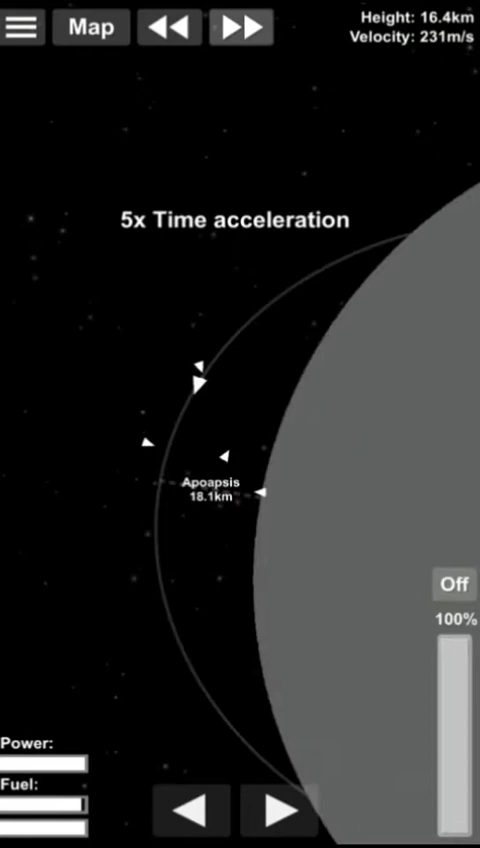 Map
Height: 16.4km
Velocity: 231m/s
5x Time acceleration
Apoapsis
18.1km
Off
100%
Power:
Fuel: